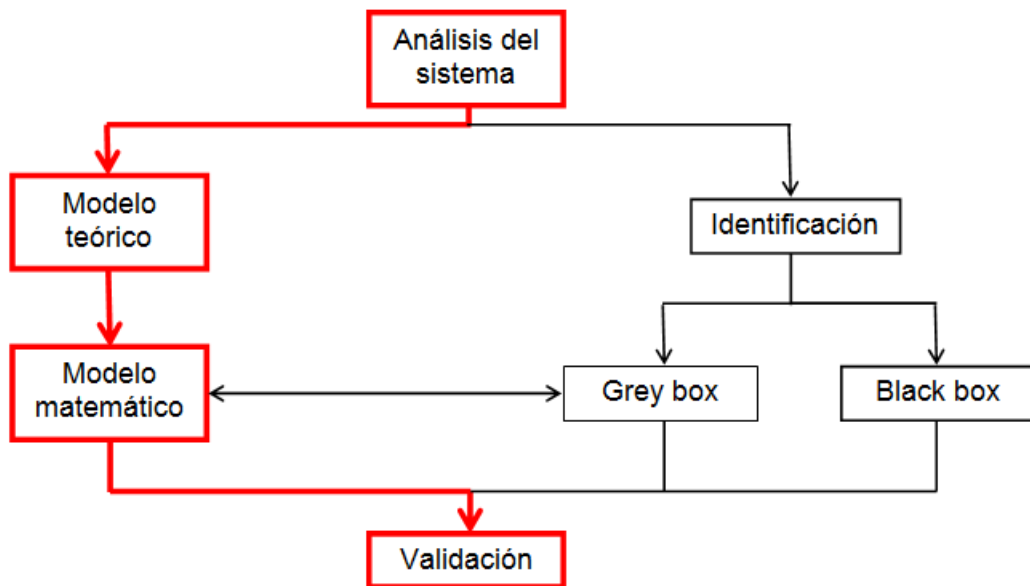 Análisis del
sistema
Modelo
teórico
Identificación
Modelo
matemático
Grey box
Black box
Validación